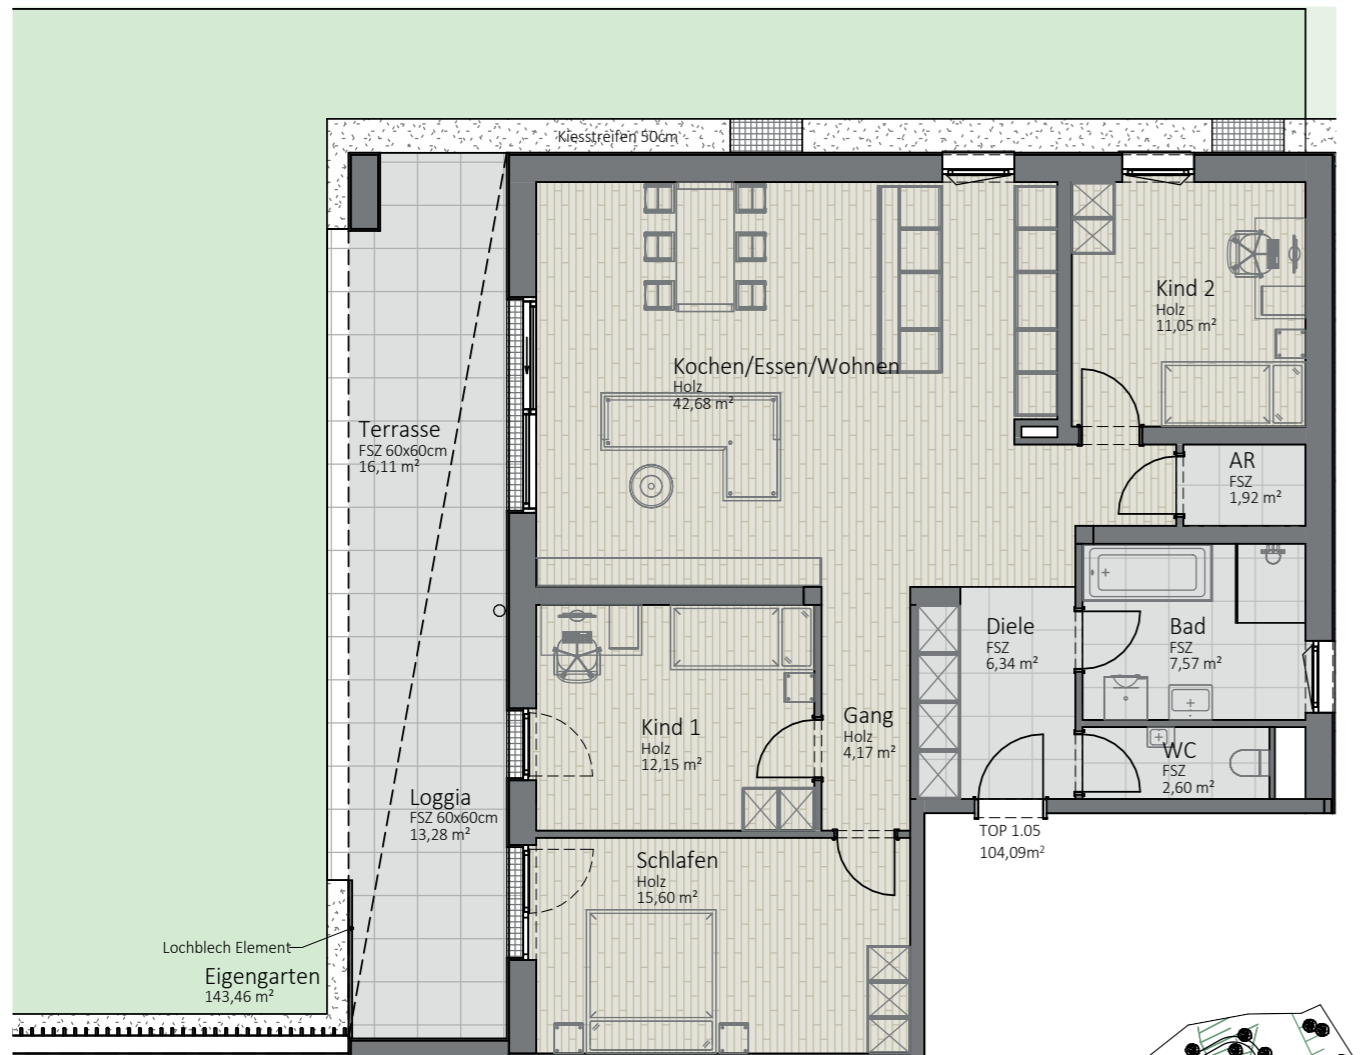 Kiesstreifen 50cm
Kind 2
Holz
11,05 m²
Kochen/Essen/Wohnen
Holz
42,68 m²
Terrasse
FSZ 60x60cm
16,11 m²
AR
FSZ
1,92 m²
Diele
FSZ
6,34 m²
Bad
FSZ
7,57 m²
Kind 1
Holz
12,15 m²
Gang
Holz
4,17 m²
WC
FSZ
2,60 m²
Loggia
FSZ 60x60cm
13,28 m²
TOP 1.05
104,09m²
Schlafen
Holz
15,60 m²
Lochblech Element
Eigengarten
143,46 m²